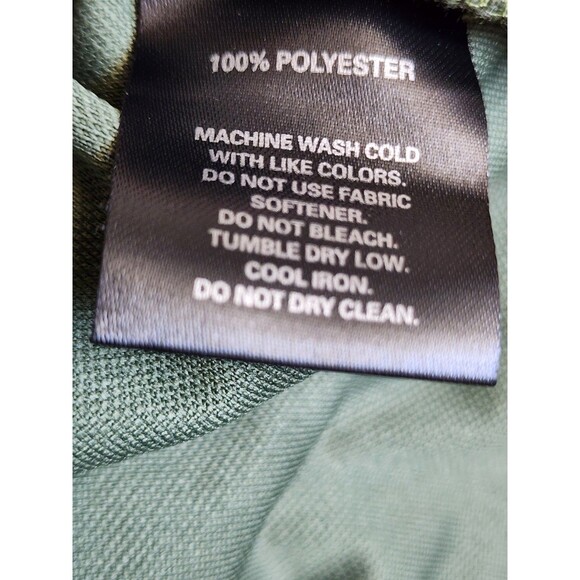 100% POLYESTER
MACHINE WASH COLD
WITH LIKE COLORS.
DO NOT USE FABRIC
SOFTENER.
DO NOT BLEACH.
TUMBLE DRY LOW.
COOL IRON.
DO NOT DRY CLEAN.